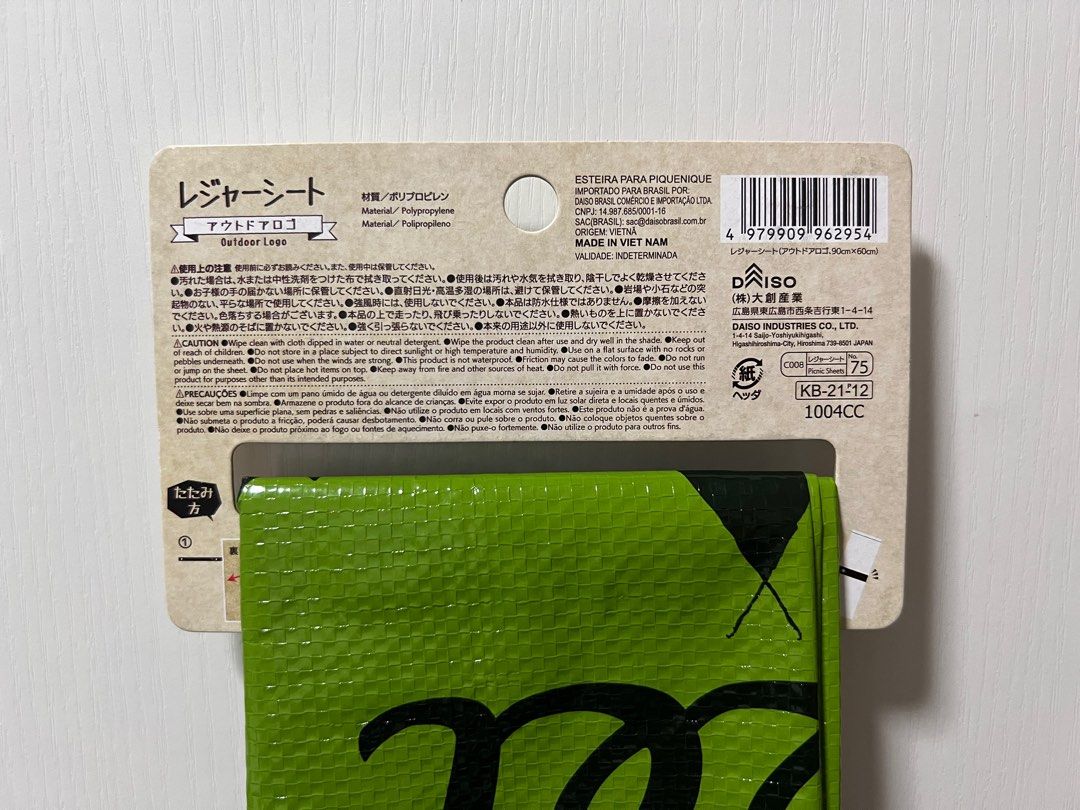 レジャーシート
アウトドアロゴ
Outdoor Logo
材質／ポリプロピレン
Material／ Polypropylene
Material／ Polipropileno
ESTEIRA PARA PIQUENIQUE
IMPORTADO PARA BRASIL POR:
DAISO BRASIL COMÉRCIO E IMPORTAÇÃO LTDA.
CNPJ: 14.987.685/0001-16
SAC(BRASIL): sac@daisobrasil.com.br
ORIGEM: VIETNÃ
MADE IN VIET NAM
VALIDADE: INDETERMINADA
4 979909 962954
レジャーシート(アウトドアロゴ、90cm×60cm)
DAISO
(株)大創産業
広島県東広島市西条吉行東1-4-14
DAISO INDUSTRIES CO., LTD.
1-4-14 Saijo-Yoshiyukihigashi,
Higashihiroshima-City, Hiroshima 739-8501 JAPAN
紙
ヘッダ
C008
レジャーシート
Picnic Sheets
No.
75
KB-21-P-12
1004CC
⚠使用上の注意 使用前に必ずお読みください。また、使用中は保管してください。
●汚れた場合は、水または中性洗剤をつけた布で拭き取ってください。●使用後は汚れや水気を拭き取り、陰干しでよく乾燥させてくださ
い。●お子様の手の届かない場所に保管してください。●直射日光・高温多湿の場所は、避けて保管してください。●岩場や小石などの突
起物のない、平らな場所で使用してください。●強風時には、使用しないでください。●本品は防水仕様ではありません。●摩擦を加えない
でください。色落ちする場合がございます。●本品の上で走ったり、飛び乗ったりしないでください。●熱いものを上に置かないでくださ
い。●火や熱源のそばに置かないでください。●強く引っ張らないでください。●本来の用途以外に使用しないでください。
⚠CAUTION ●Wipe clean with cloth dipped in water or neutral detergent. ●Wipe the product clean after use and dry well in the shade. ●Keep out
of reach of children. ●Do not store in a place subject to direct sunlight or high temperature and humidity. ●Use on a flat surface with no rocks or
pebbles underneath. ●Do not use when the winds are strong. ●This product is not waterproof. ●Friction may cause the colors to fade. ●Do not run
or jump on the sheet. ●Do not place hot items on top. ●Keep away from fire and other sources of heat. ●Do not pull it with force. ●Do not use this
product for purposes other than its intended purposes.
⚠PRECAUÇÕES ●Limpe com um pano úmido de água ou detergente diluído em água morna se sujar. ●Retire a sujeira e a umidade após o uso e
deixe secar bem na sombra. ●Armazene o produto fora do alcance de crianças. ●Evite expor o produto em luz solar direta e locais quentes e úmidos.
●Use sobre uma superfície plana, sem pedras e saliências. ●Não utilize o produto em locais com ventos fortes. ●Este produto não é a prova d'água.
●Não submeta o produto a fricção, poderá causar desbotamento. ●Não corra ou pule sobre o produto. ●Não coloque objetos quentes sobre o
produto. ●Não deixe o produto próximo ao fogo ou fontes de aquecimento. ●Não puxe-o fortemente. ●Não utilize o produto para outros fins.
たたみ
方
①
裏